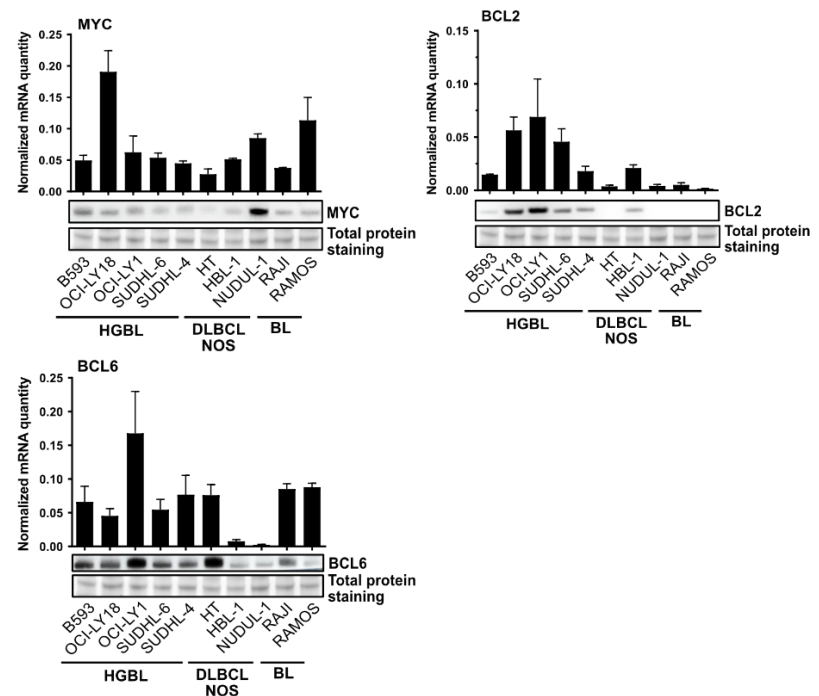 MYC
Normalized mRNA quantity
0.25
0.20
0.15
0.10
0.05
0.00
MYC
Total protein
staining
B593
OCI-LY18
OCI-LY1
SUDHL-6
SUDHL-4
HT
HBL-1
NUDUL-1
RAJI
RAMOS
HGBL
DLBCL
NOS
BL
BCL2
Normalized mRNA quantity
0.15
0.10
0.05
0.00
BCL2
Total protein
staining
B593
OCI-LY18
OCI-LY1
SUDHL-6
SUDHL-4
HT
HBL-1
NUDUL-1
RAJI
RAMOS
HGBL
DLBCL
NOS
BL
BCL6
Normalized mRNA quantity
0.25
0.20
0.15
0.10
0.05
0.00
BCL6
Total protein
staining
B593
OCI-LY18
OCI-LY1
SUDHL-6
SUDHL-4
HT
HBL-1
NUDUL-1
RAJI
RAMOS
HGBL
DLBCL
NOS
BL